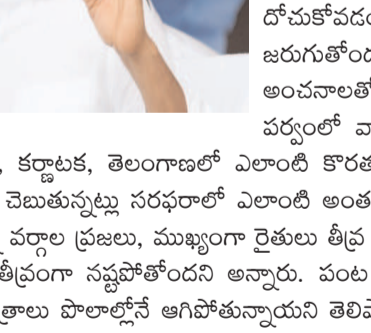 దోచుకోవడం
జరుగుతోంద
అంచనాలతో
పర్వంలో వా
, కర్ణాటక, తెలంగాణలో ఎలాంటి కొరత
చెబుతున్నట్లు సరఫరాలో ఎలాంటి అంత
వర్గాల ప్రజలు, ముఖ్యంగా రైతులు తీవ్ర
తీవ్రంగా నష్టపోతోందని అన్నారు. పంట
త్రాలు పొలాల్లోనే ఆగిపోతున్నాయని తెలిపా